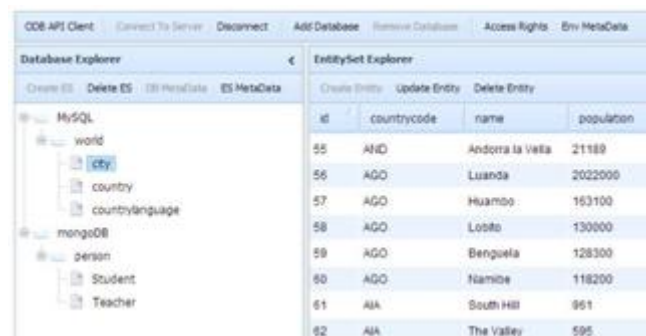 ODB API Client Connect To Server Disconnect Add Database Remove Database Access Rights Env MetaData
Database Explorer
Create ES Delete ES DB MetaData ES MetaData
MySQL
world
city
country
countrylanguage
mongoDB
person
Student
Teacher
EntitySet Explorer
Create Entity Update Entity Delete Entity
id countrycode name population
55 AND Andorra la Vella 21189
56 AGO Luanda 2022000
57 AGO Huambo 163100
58 AGO Lobito 130000
59 AGO Benguela 128300
60 AGO Namibe 118200
61 AIA South Hill 961
62 AIA The Valley 595